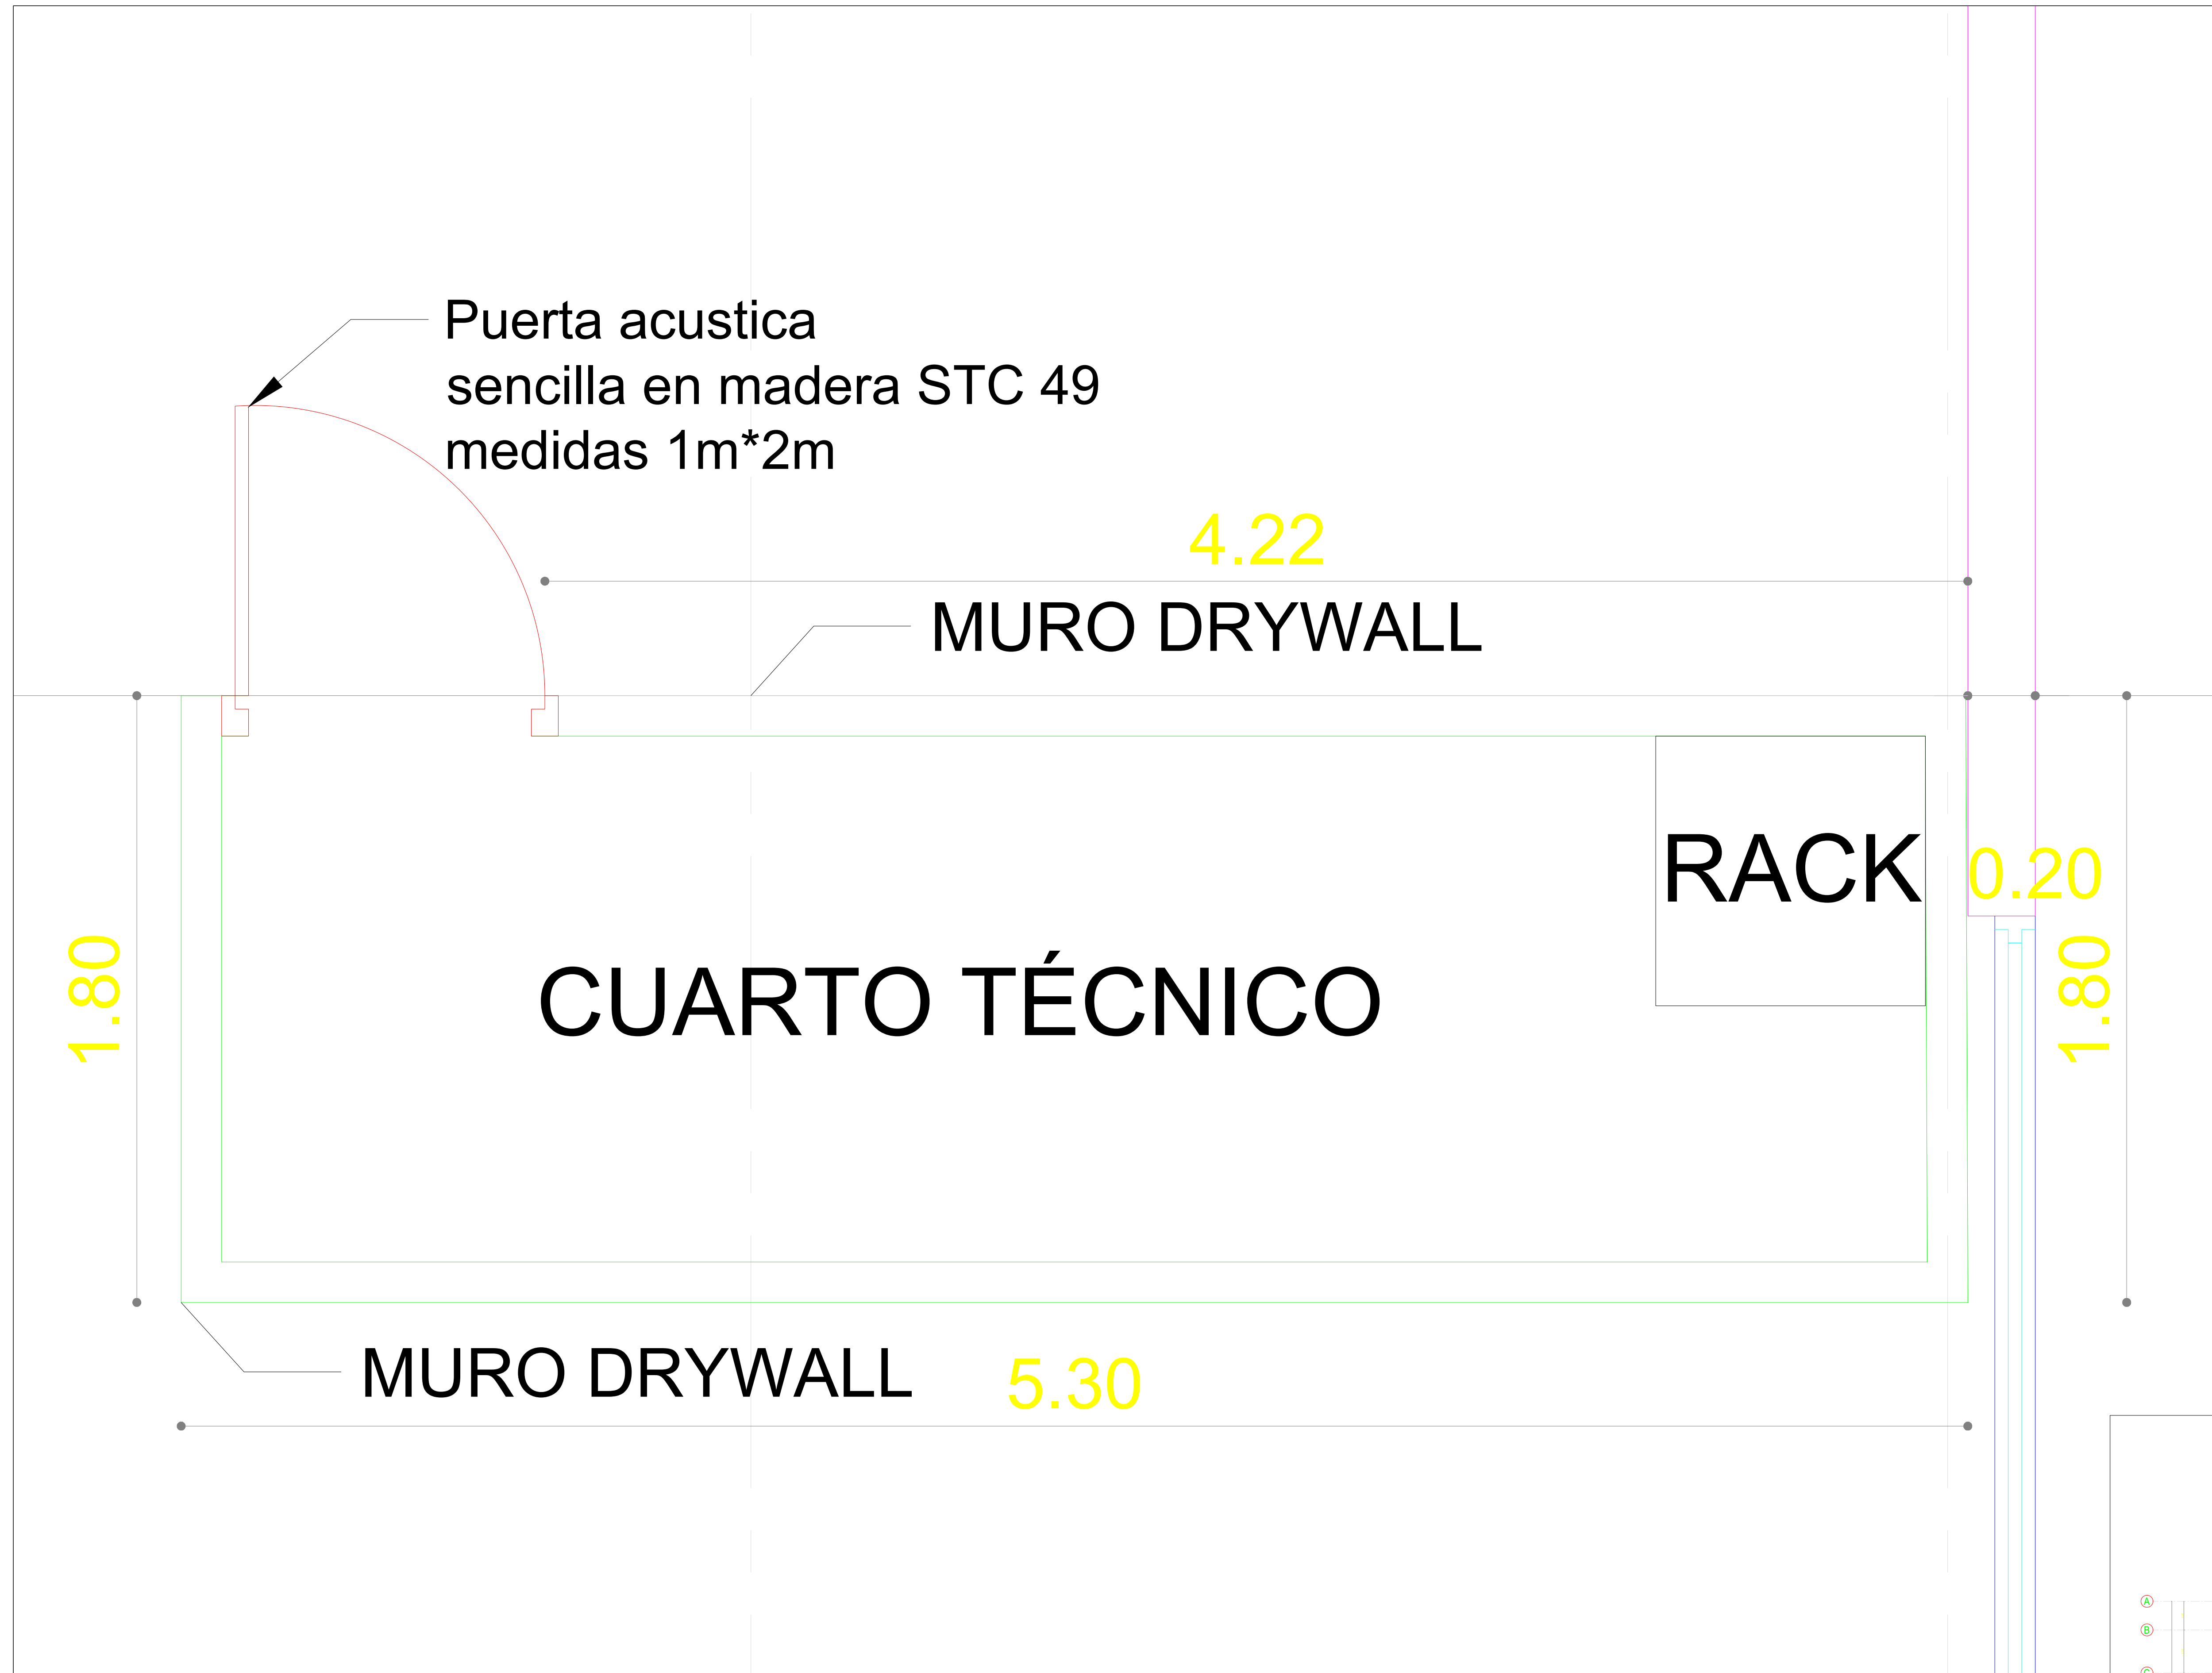 Puerta acustica
sencilla en madera STC 49
medidas 1m*2m
4.22
MURO DRYWALL
RACK
0.20
1.80
CUARTO TÉCNICO
1.80
MURO DRYWALL
5.30
A
B
C